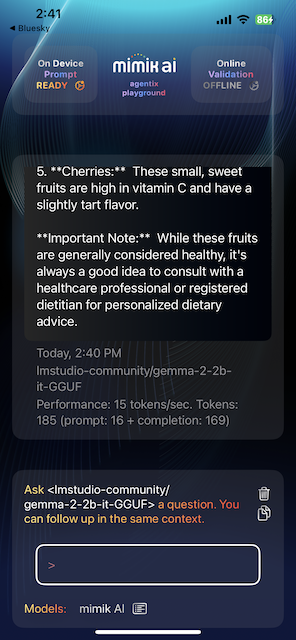 2:41
86
◀ Bluesky
On Device
Prompt
READY
mimik ai
agentix
playground
Online
Validation
OFFLINE
5. **Cherries:** These small, sweet
fruits are high in vitamin C and have a
slightly tart flavor.
**Important Note:** While these fruits
are generally considered healthy, it's
always a good idea to consult with a
healthcare professional or registered
dietitian for personalized dietary
advice.
Today, 2:40 PM
lmstudio-community/gemma-2-2b-
it-GGUF
Performance: 15 tokens/sec. Tokens:
185 (prompt: 16 + completion: 169)
Ask <lmstudio-community/
gemma-2-2b-it-GGUF> a question. You
can follow up in the same context.
>
Models: mimik AI